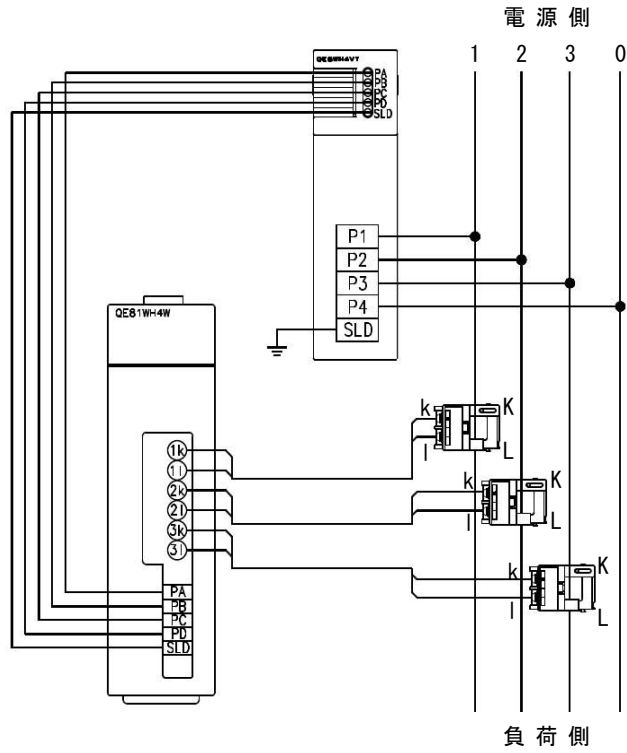 電源側
1 2 3 0
QE8WH4VT
PA
PB
PC
PD
SLD
P1
P2
P3
P4
SLD
QE81WH4W
1k
1l
2k
2l
3k
3l
PA
PB
PC
PD
SLD
k K
l L
k K
l L
k K
l L
負荷側